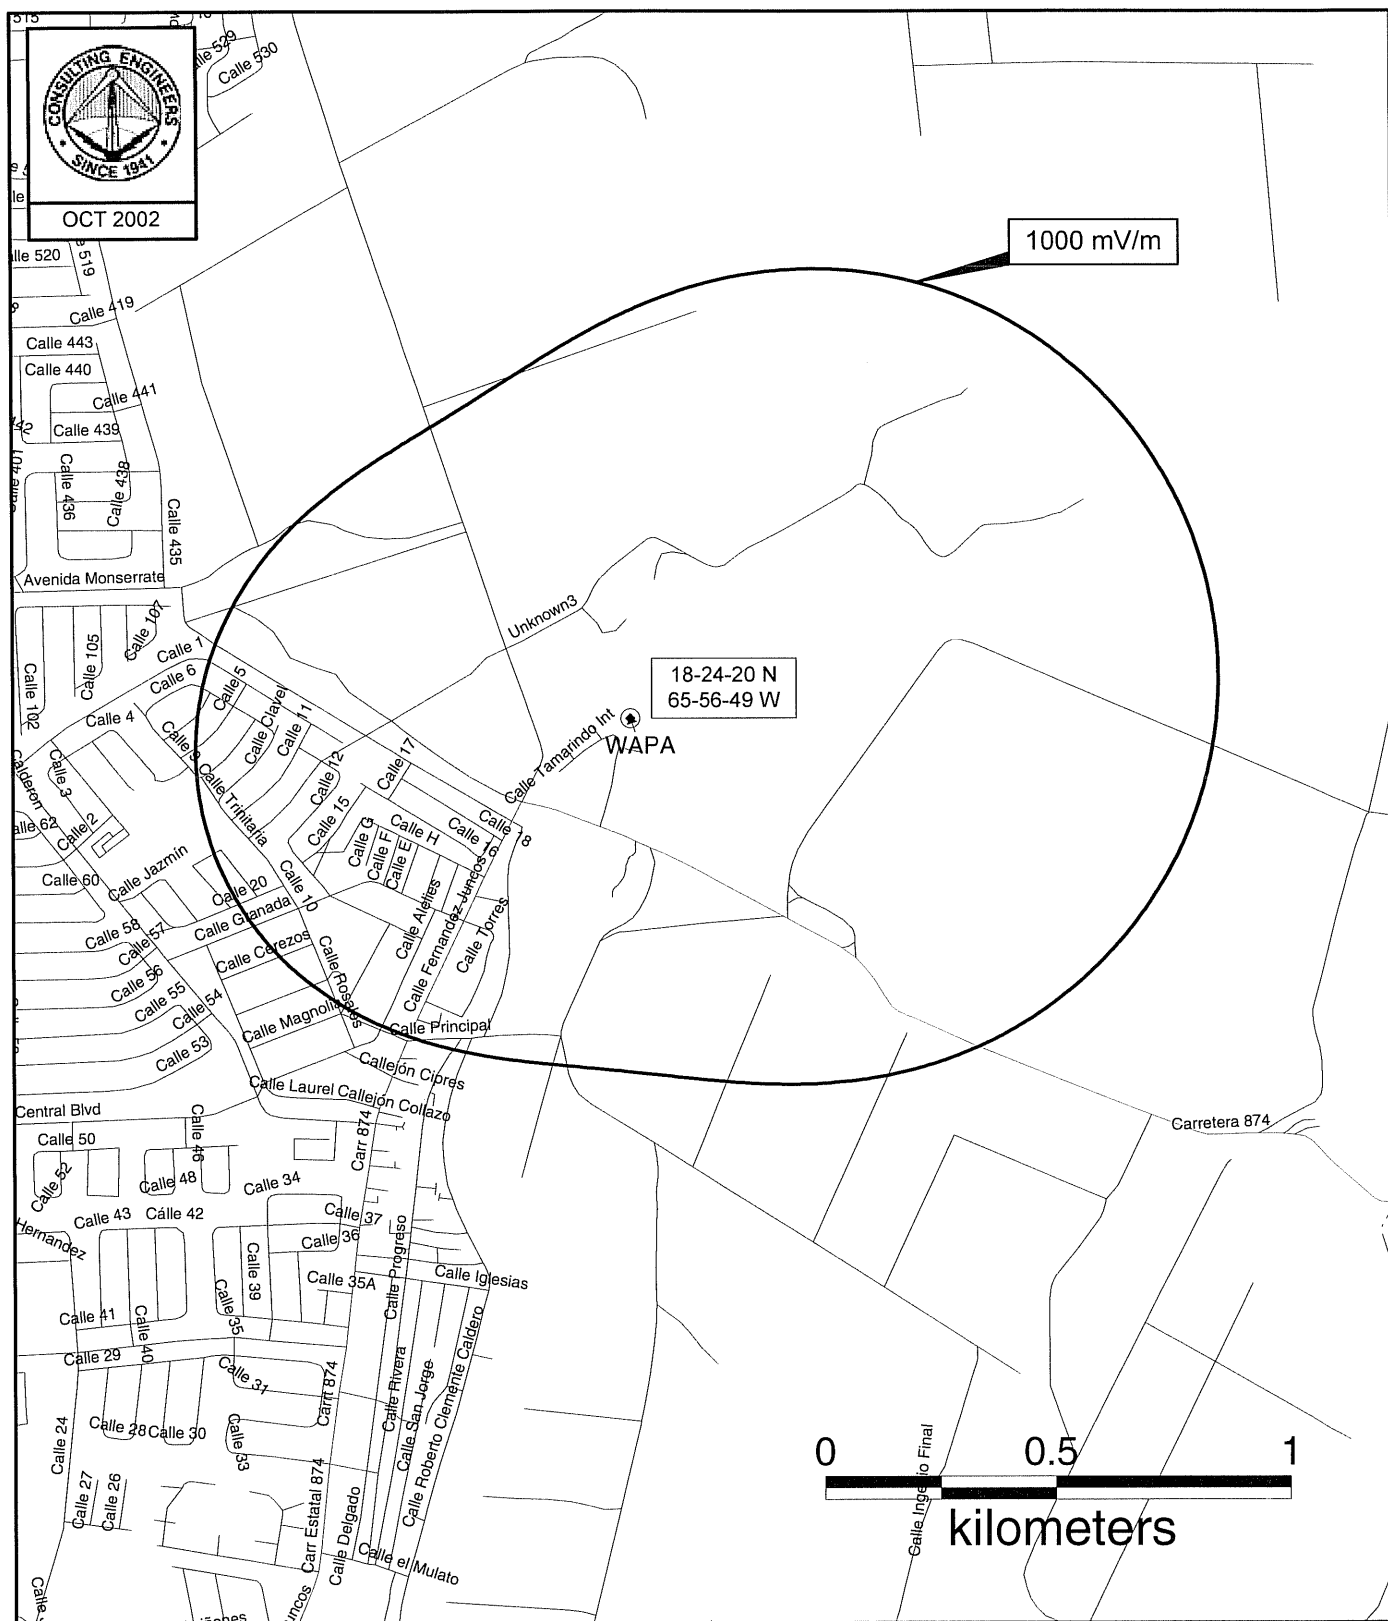 Calle 529
Calle 530
CONSULTING ENGINEERS
SINCE 1941
OCT 2002
1000 mV/m
Calle 419
Calle 443
Calle 440
Calle 441
Calle 439
Calle 438
Calle 436
Calle 435
Avenida Monserrate
Calle 107
Calle 105
Calle 102
Calle 1
Calle 6
Calle 5
Calle 4
Calle 3
Calle 2
Calle 9
Calle Clavel
Calle 11
Calle 12
Calle 17
Calle Trinitaria
Calle 15
Calle G
Calle F
Calle E
Calle H
Calle 16
Calle 18
Unknown3
18-24-20 N
65-56-49 W
WAPA
Calle Tamarindo Int
Calderon
Calle 60
Calle Jazmin
Calle 20
Calle 10
Calle Granada
Calle Cerezos
Calle Alelies
Calle Fernandez Juncos
Calle Torres
Calle 58
Calle 57
Calle 56
Calle 55
Calle 54
Calle 53
Calle Rosales
Calle Magnolia
Calle Principal
Callejón Cipres
Calle Laurel
Callejón Collazo
Central Blvd
Calle 50
Calle 46
Calle 52
Calle 48
Calle 34
Carr 874
Carretera 874
Hernandez
Calle 43
Cálle 42
Calle 37
Calle 36
Calle 39
Calle 35A
Calle 35
Calle Progreso
Calle Iglesias
Calle 41
Calle 40
Calle 29
Calle 31
Calle 28
Calle 30
Calle 33
Calle 24
Calle 27
Calle 26
Carr Estatal 874
Calle Delgado
Calle Rivera
Calle San Jorge
Calle Roberto Clemente Caldero
Calle el Mulato
Calle Ingenio Final
0 0.5 1
kilometers